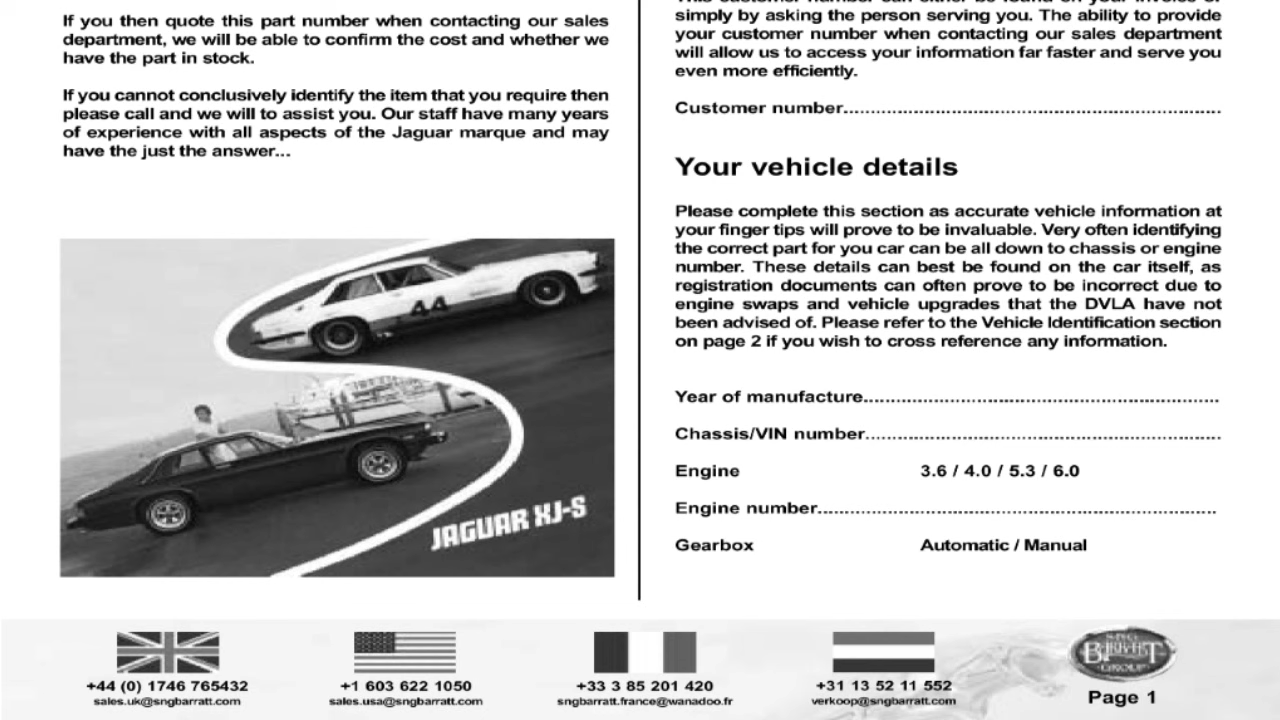 If you then quote this part number when contacting our sales
department, we will be able to confirm the cost and whether we
have the part in stock.
If you cannot conclusively identify the item that you require then
please call and we will to assist you. Our staff have many years
of experience with all aspects of the Jaguar marque and may
have the just the answer...
44
JAGUAR XJ-S
simply by asking the person serving you. The ability to provide
your customer number when contacting our sales department
will allow us to access your information far faster and serve you
even more efficiently.
Customer number
Your vehicle details
Please complete this section as accurate vehicle information at
your finger tips will prove to be invaluable. Very often identifying
the correct part for you car can be all down to chassis or engine
number. These details can best be found on the car itself, as
registration documents can often prove to be incorrect due to
engine swaps and vehicle upgrades that the DVLA have not
been advised of. Please refer to the Vehicle Identification section
on page 2 if you wish to cross reference any information.
Year of manufacture
Chassis/VIN number
Engine 3.6 / 4.0 / 5.3 / 6.0
Engine number
Gearbox Automatic / Manual
+44 (0) 1746 765432
sales.uk@sngbarratt.com
+1 603 622 1050
sales.usa@sngbarratt.com
+33 3 85 201 420
sngbarratt.france@wanadoo.fr
+31 13 52 11 552
verkoop@sngbarratt.com
SNG
BARRATT
GROUP
Page 1